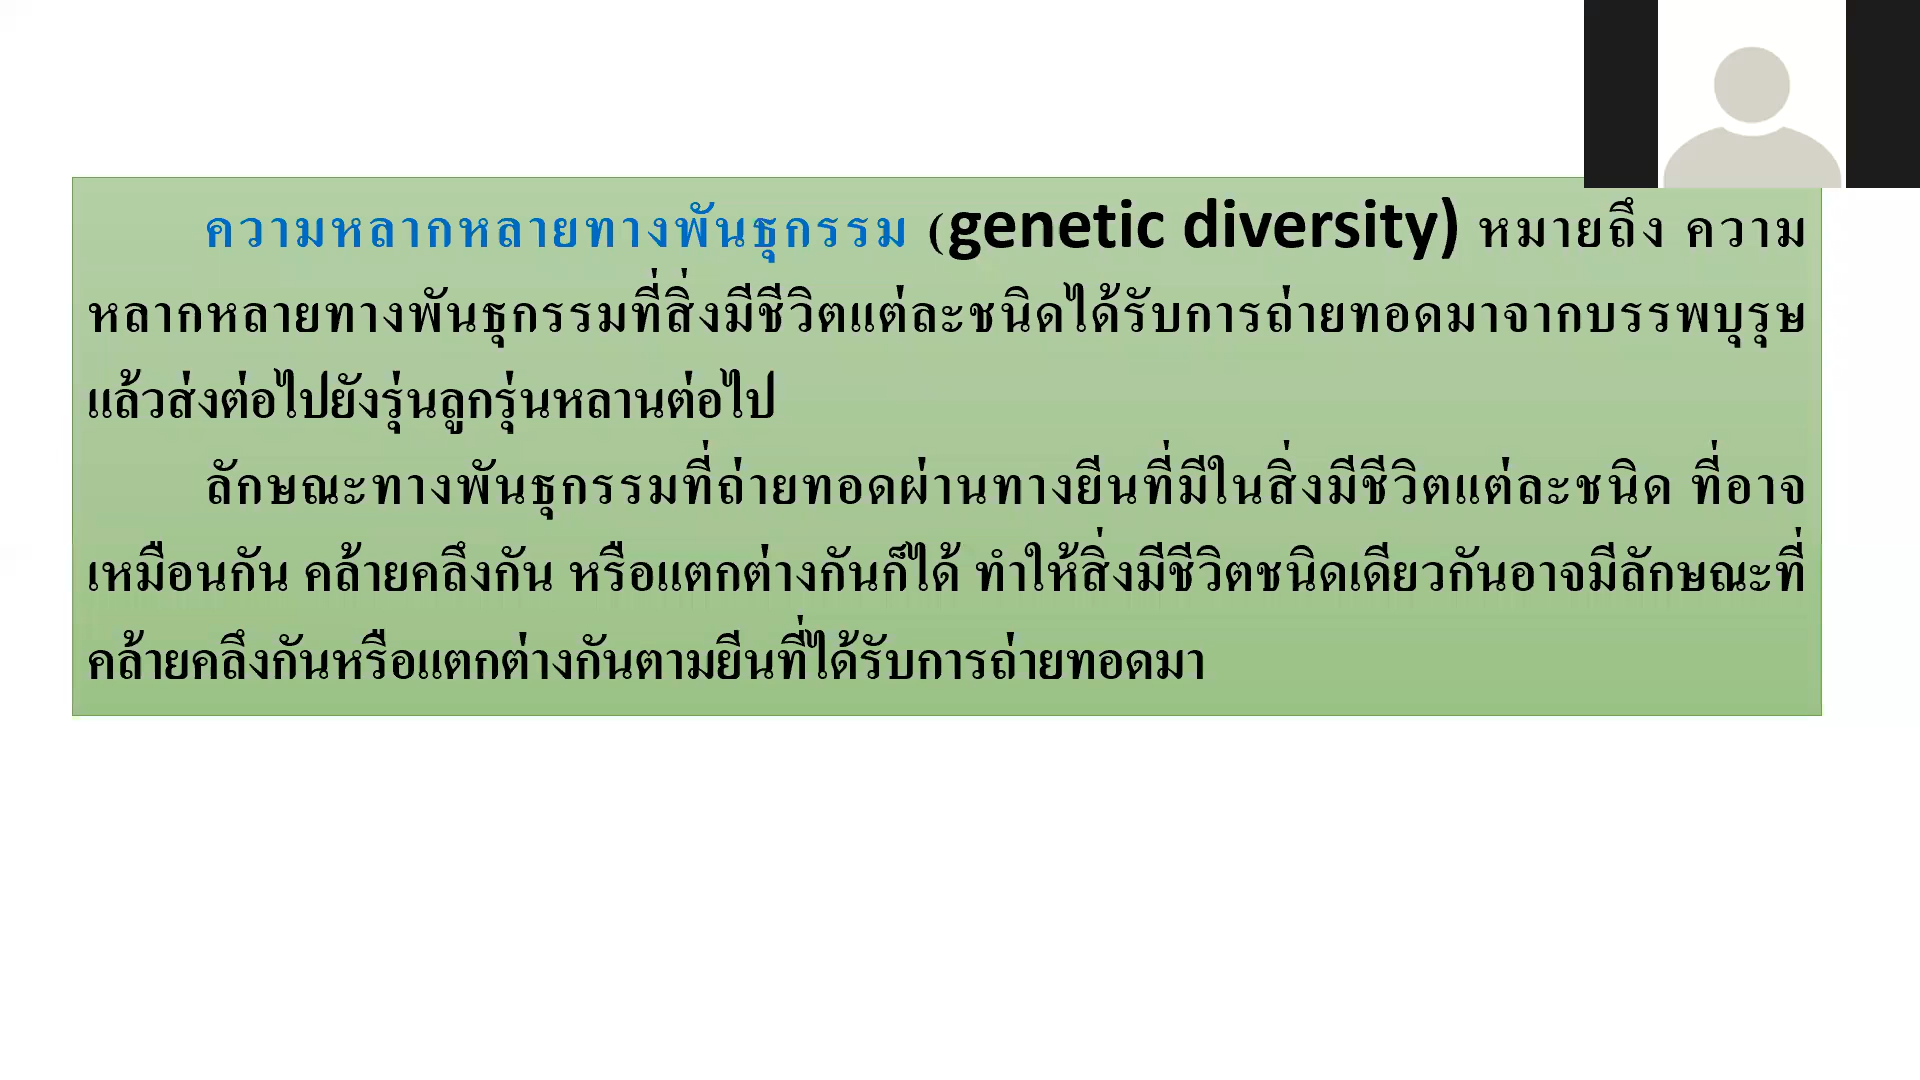 ความหลากหลายทางพันธุกรรม (genetic diversity) หมายถึง ความ
หลากหลายทางพันธุกรรมที่สิ่งมีชีวิตแต่ละชนิดได้รับการถ่ายทอดมาจากบรรพบุรุษ
แล้วส่งต่อไปยังรุ่นลูกรุ่นหลานต่อไป
ลักษณะทางพันธุกรรมที่ถ่ายทอดผ่านทางยีนที่มีในสิ่งมีชีวิตแต่ละชนิด ที่อาจ
เหมือนกัน คล้ายคลึงกัน หรือแตกต่างกันก็ได้ ทำให้สิ่งมีชีวิตชนิดเดียวกันอาจมีลักษณะที่
คล้ายคลึงกันหรือแตกต่างกันตามยีนที่ได้รับการถ่ายทอดมา